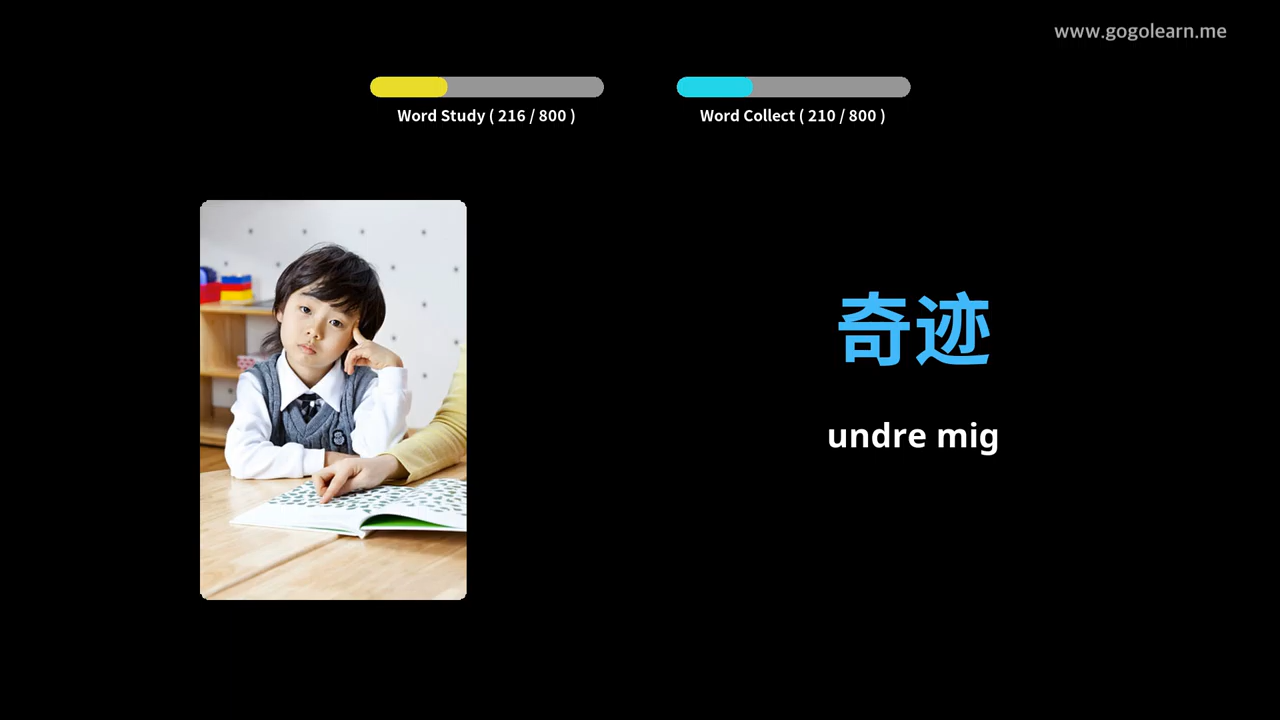 www.gogolearn.me
Word Study ( 216 / 800 )
Word Collect ( 210 / 800 )
奇迹
undre mig